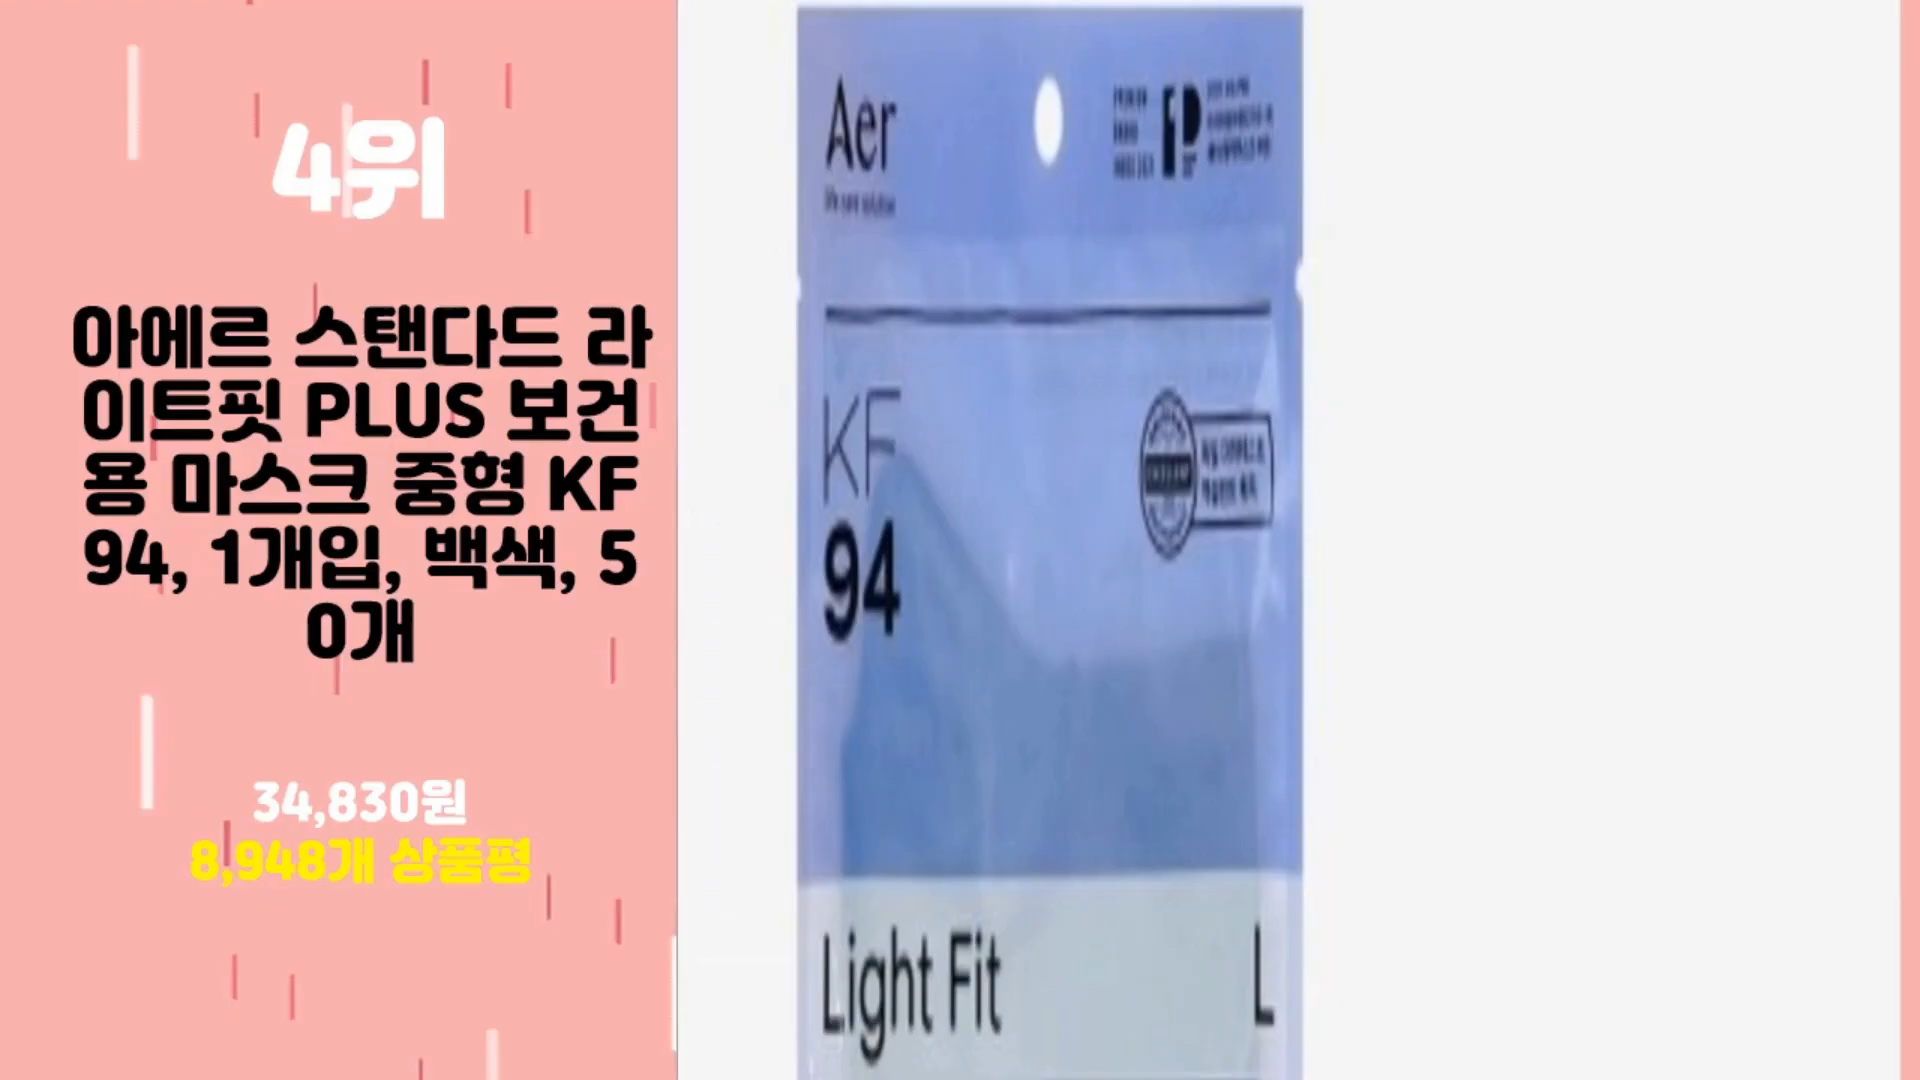 4위
아에르 스탠다드 라
이트핏 PLUS 보건
용 마스크 중형 KF
94, 1개입, 백색, 5
0개
34,830원
8,948개 상품평
Aer
KF
94
Light Fit
L